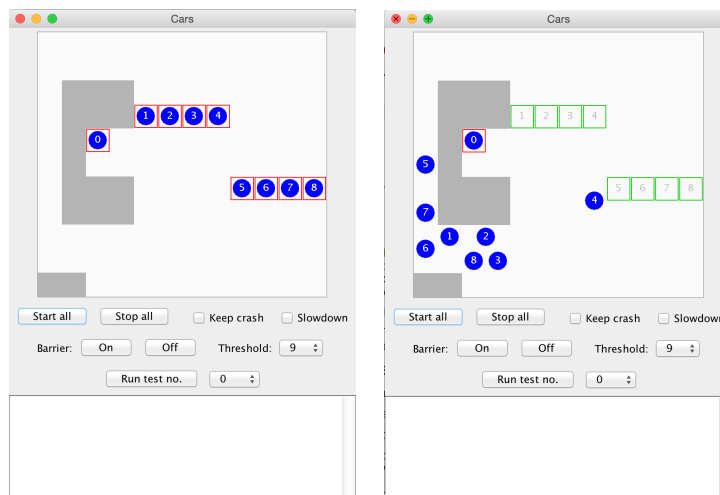 Cars
1 2 3 4
0
5 6 7 8
Start all Stop all Keep crash Slowdown
Barrier: On Off Threshold: 9
Run test no. 0
Cars
1 2 3 4
0
5
5 6 7 8
4
7
1 2
6
8 3
Start all Stop all Keep crash Slowdow
Barrier: On Off Threshold: 9
Run test no. 0